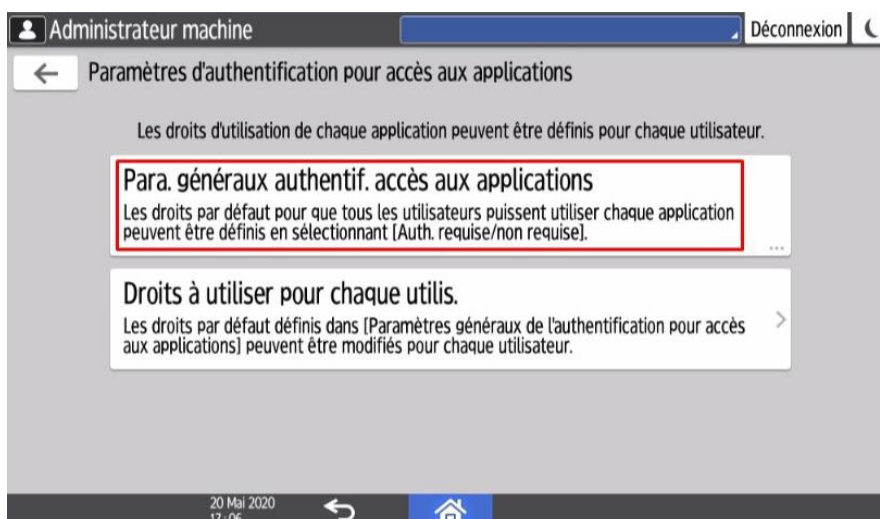 Administrateur machine
Déconnexion
Paramètres d'authentification pour accès aux applications
Les droits d'utilisation de chaque application peuvent être définis pour chaque utilisateur.
Para. généraux authentif. accès aux applications
Les droits par défaut pour que tous les utilisateurs puissent utiliser chaque application
peuvent être définis en sélectionnant [Auth. requise/non requise].
...
Droits à utiliser pour chaque utilis.
Les droits par défaut définis dans [Paramètres généraux de l'authentification pour accès
aux applications] peuvent être modifiés pour chaque utilisateur.
20 Mai 2020
17:06